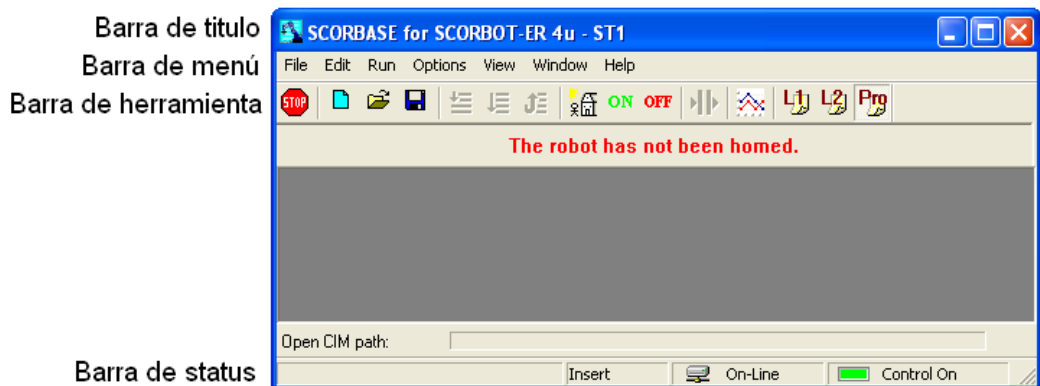 Barra de titulo
SCORBASE for SCORBOT-ER 4u - ST1
Barra de menú
File Edit Run Options View Window Help
Barra de herramienta
STOP ON OFF L1 L2 Prg
The robot has not been homed.
Open CIM path:
Barra de status
Insert On-Line Control On